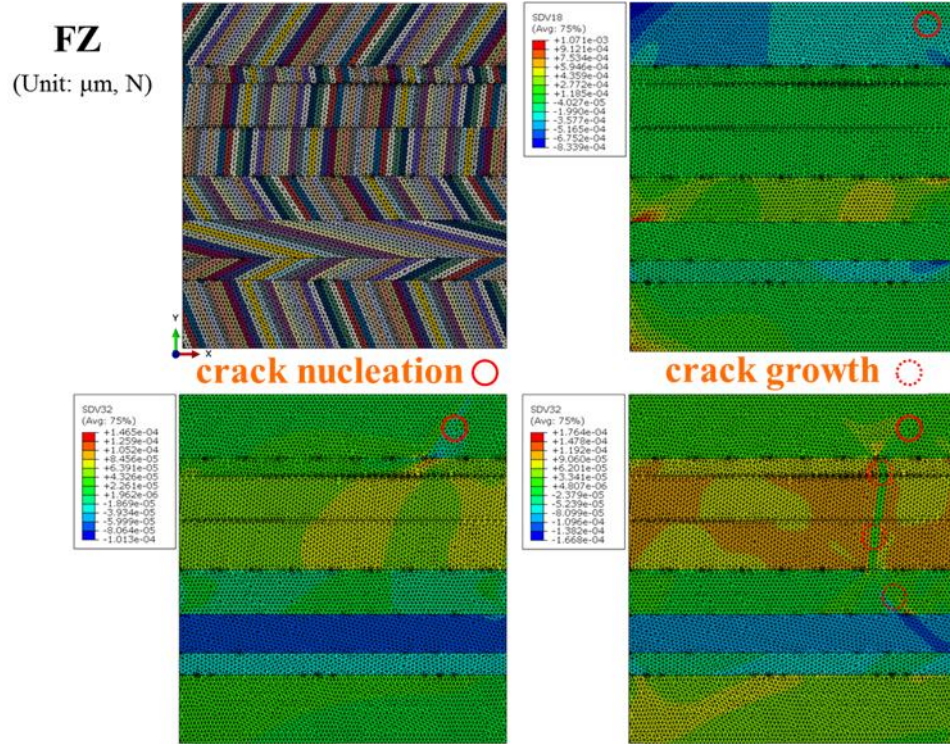 FZ
(Unit: μm, N)
Y
X
SDV18
(Avg: 75%)
+1.071e-03
+9.121e-04
+7.534e-04
+5.946e-04
+4.359e-04
+2.772e-04
+1.185e-04
-4.027e-05
-1.990e-04
-3.577e-04
-5.165e-04
-6.752e-04
-8.339e-04
crack nucleation
crack growth
SDV32
(Avg: 75%)
+1.465e-04
+1.259e-04
+1.052e-04
+8.456e-05
+6.391e-05
+4.326e-05
+2.261e-05
+1.962e-06
-1.869e-05
-3.934e-05
-5.999e-05
-8.064e-05
-1.013e-04
SDV32
(Avg: 75%)
+1.764e-04
+1.478e-04
+1.192e-04
+9.060e-05
+6.201e-05
+3.341e-05
+4.807e-06
-2.379e-05
-5.239e-05
-8.099e-05
-1.096e-04
-1.382e-04
-1.668e-04